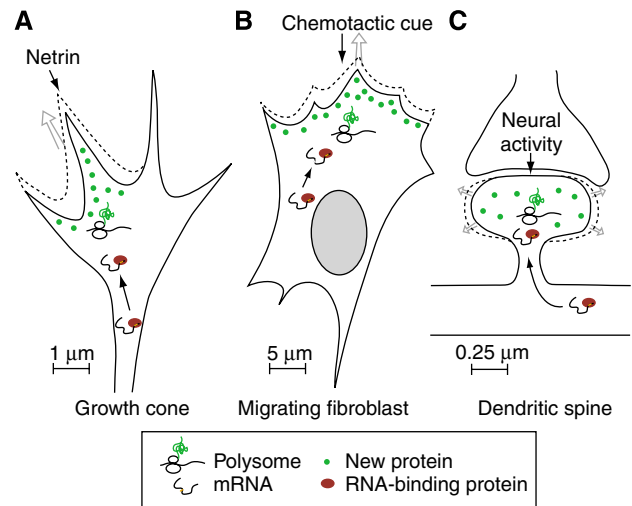 A
Netrin
1 μm
Growth cone
B
Chemotactic cue
5 μm
Migrating fibroblast
C
Neural
activity
0.25 μm
Dendritic spine
Polysome
New protein
mRNA
RNA-binding protein